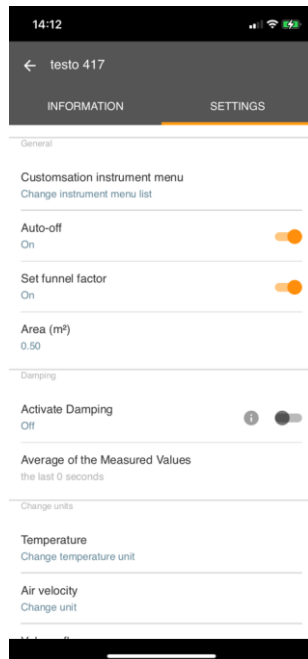 14:12
testo 417
INFORMATION SETTINGS
General
Customsation instrument menu
Change instrument menu list
Auto-off
On
Set funnel factor
On
Area (m²)
0.50
Damping
Activate Damping
Off
Average of the Measured Values
the last 0 seconds
Change units
Temperature
Change temperature unit
Air velocity
Change unit